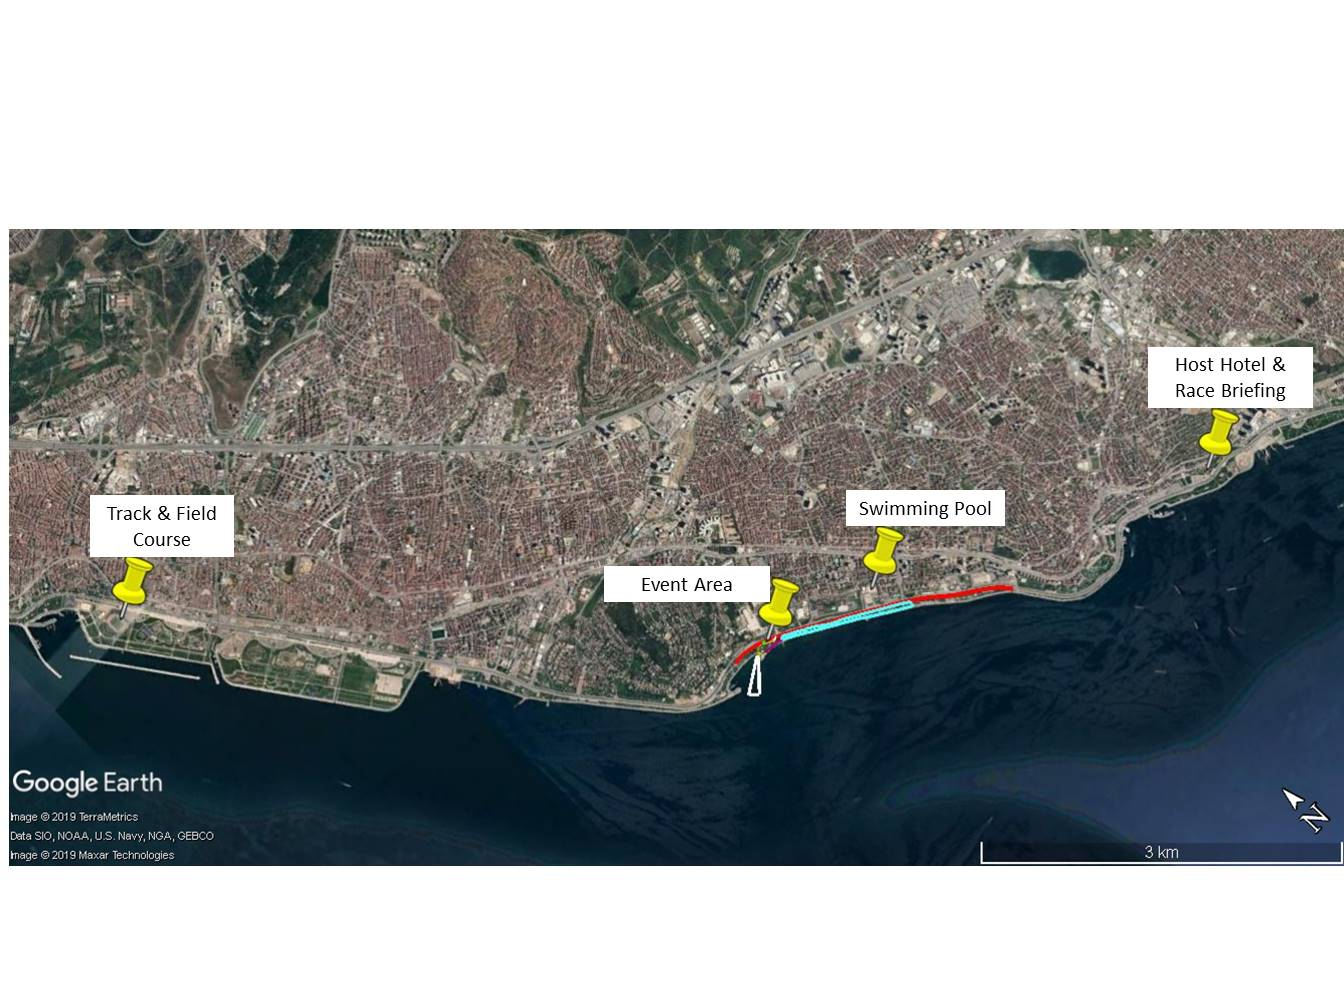 Host Hotel &
Race Briefing
Swimming Pool
Track & Field
Course
Event Area
Google Earth
Image © 2019 TerraMetrics
Data SIO, NOAA, U.S. Navy, NGA, GEBCO
Image © 2019 Maxar Technologies
N
3 km